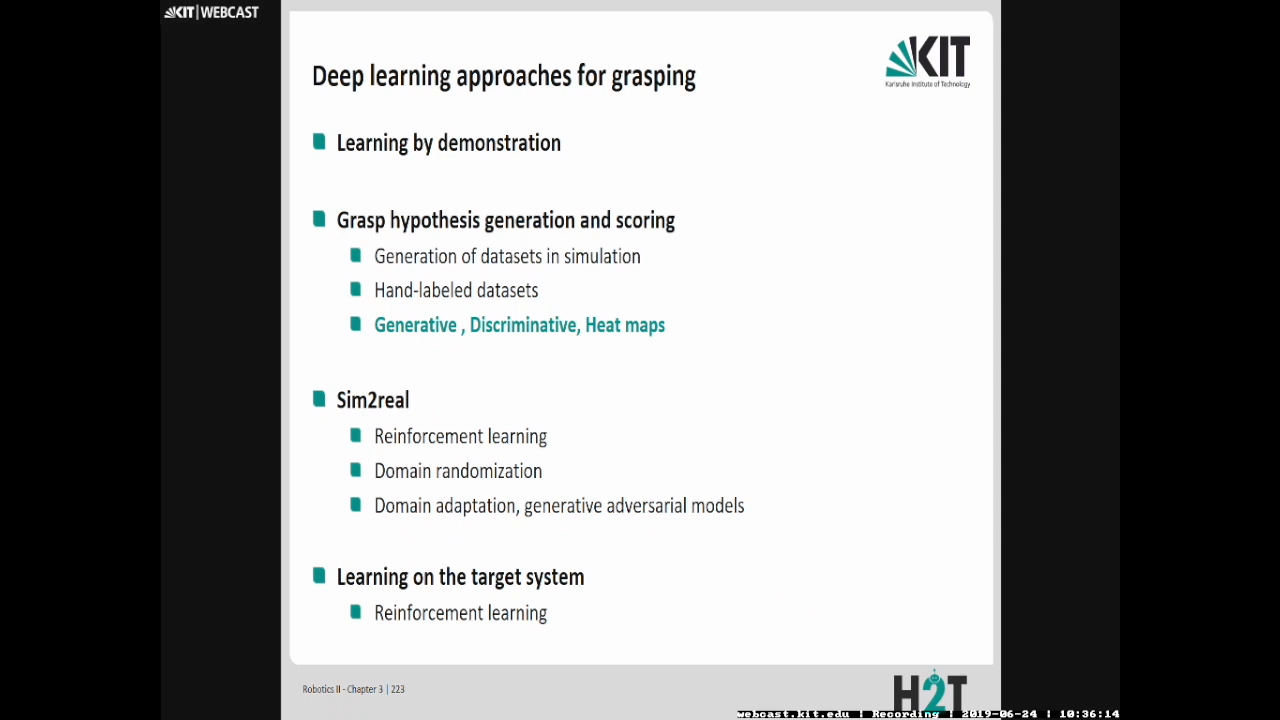 KIT | WEBCAST
KIT
Karlsruhe Institute of Technology
Deep learning approaches for grasping
Learning by demonstration
Grasp hypothesis generation and scoring
Generation of datasets in simulation
Hand-labeled datasets
Generative , Discriminative, Heat maps
Sim2real
Reinforcement learning
Domain randomization
Domain adaptation, generative adversarial models
Learning on the target system
Reinforcement learning
Robotics II - Chapter 3 | 223
H2T
webcast.kit.edu | Recording | 2019-06-24 | 10:36:14